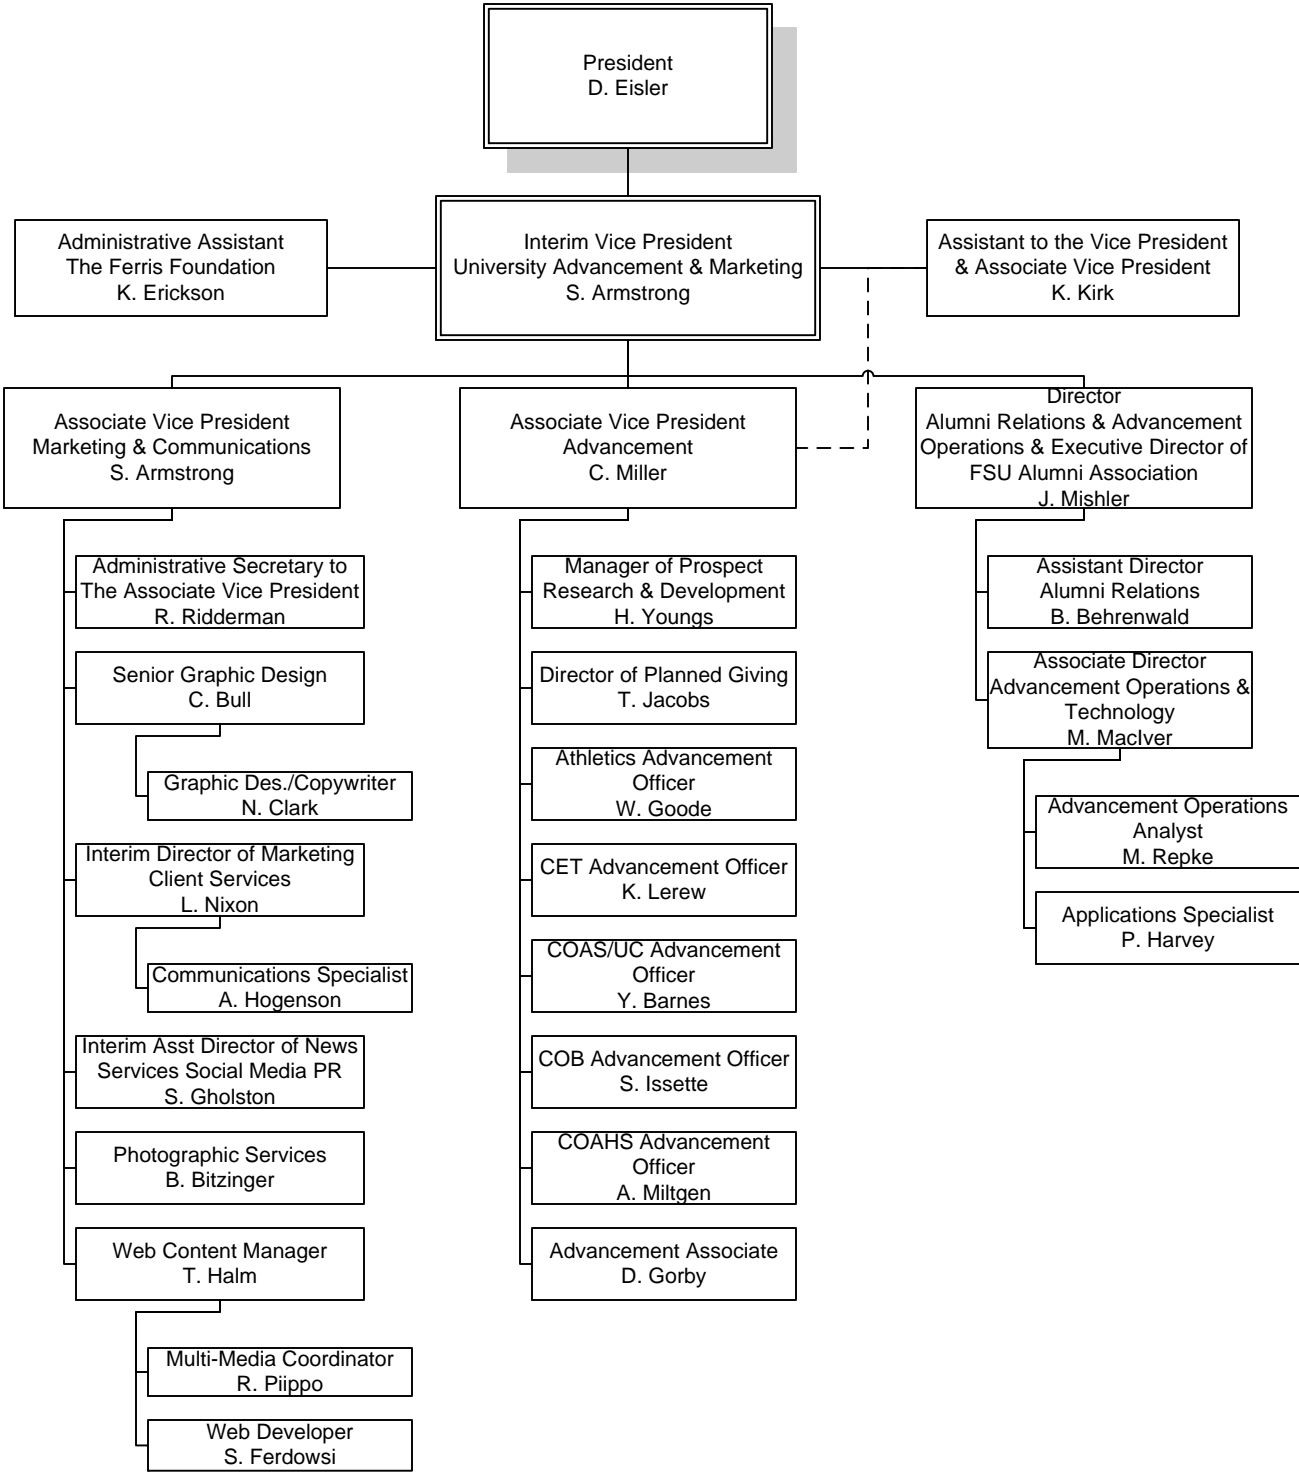 President
D. Eisler
Administrative Assistant
The Ferris Foundation
K. Erickson
Interim Vice President
University Advancement & Marketing
S. Armstrong
Assistant to the Vice President
& Associate Vice President
K. Kirk
Associate Vice President
Marketing & Communications
S. Armstrong
Associate Vice President
Advancement
C. Miller
Director
Alumni Relations & Advancement
Operations & Executive Director of
FSU Alumni Association
J. Mishler
Administrative Secretary to
The Associate Vice President
R. Ridderman
Senior Graphic Design
C. Bull
Graphic Des./Copywriter
N. Clark
Interim Director of Marketing
Client Services
L. Nixon
Communications Specialist
A. Hogenson
Interim Asst Director of News
Services Social Media PR
S. Gholston
Photographic Services
B. Bitzinger
Web Content Manager
T. Halm
Multi-Media Coordinator
R. Piippo
Web Developer
S. Ferdowsi
Manager of Prospect
Research & Development
H. Youngs
Director of Planned Giving
T. Jacobs
Athletics Advancement
Officer
W. Goode
CET Advancement Officer
K. Lerew
COAS/UC Advancement
Officer
Y. Barnes
COB Advancement Officer
S. Issette
COAHS Advancement
Officer
A. Miltgen
Advancement Associate
D. Gorby
Assistant Director
Alumni Relations
B. Behrenwald
Associate Director
Advancement Operations &
Technology
M. MacIver
Advancement Operations
Analyst
M. Repke
Applications Specialist
P. Harvey